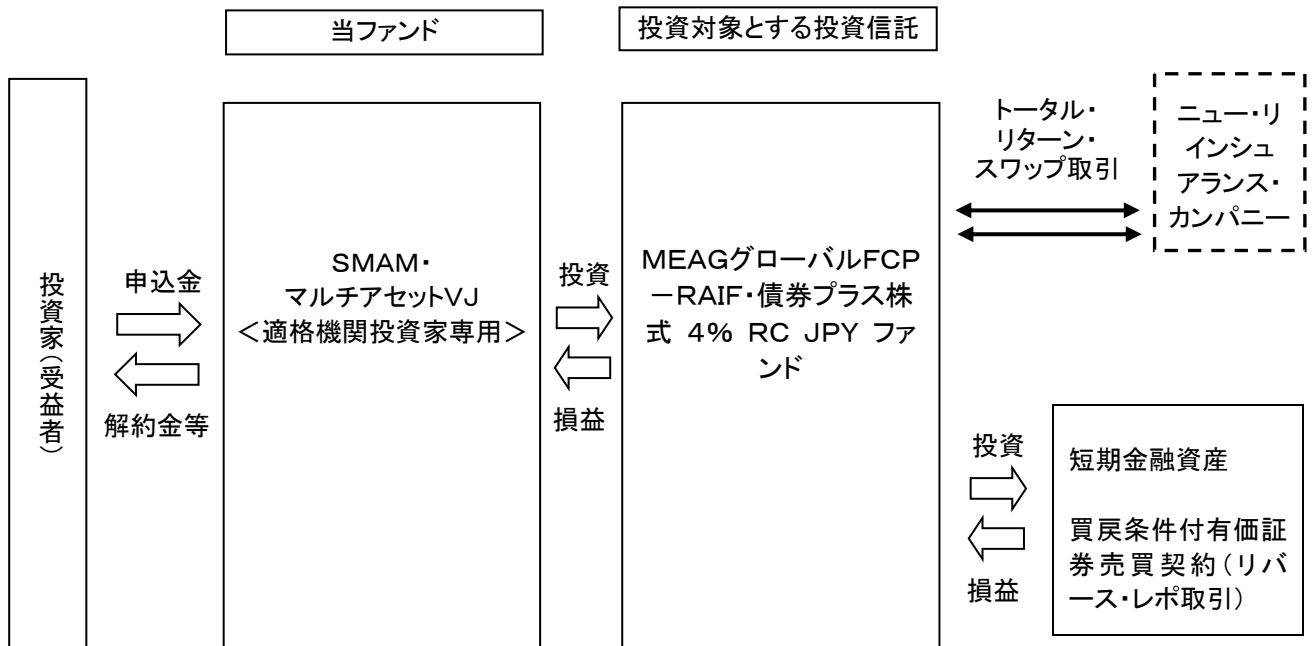 当ファンド
投資対象とする投資信託
投資家(受益者)
申込金
解約金等
SMAM・
マルチアセットVJ
＜適格機関投資家専用＞
投資
損益
MEAGグローバルFCP
－RAIF・債券プラス株
式 4% RC JPY ファ
ンド
トータル・
リターン・
スワップ取引
ニュー・リ
インシュ
アランス・
カンパニー
投資
損益
短期金融資産
買戻条件付有価証
券売買契約(リバ
ース・レポ取引)